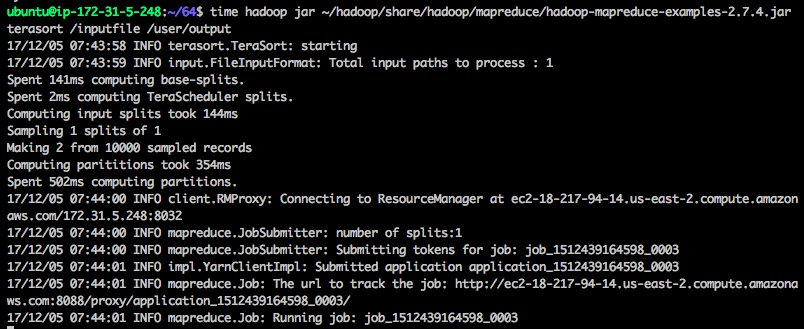 ubuntu@ip-172-31-5-248:~/64$ time hadoop jar ~/hadoop/share/hadoop/mapreduce/hadoop-mapreduce-examples-2.7.4.jar
terasort /inputfile /user/output
17/12/05 07:43:58 INFO terasort.TeraSort: starting
17/12/05 07:43:59 INFO input.FileInputFormat: Total input paths to process : 1
Spent 141ms computing base-splits.
Spent 2ms computing TeraScheduler splits.
Computing input splits took 144ms
Sampling 1 splits of 1
Making 2 from 10000 sampled records
Computing parititions took 354ms
Spent 502ms computing partitions.
17/12/05 07:44:00 INFO client.RMProxy: Connecting to ResourceManager at ec2-18-217-94-14.us-east-2.compute.amazon
aws.com/172.31.5.248:8032
17/12/05 07:44:00 INFO mapreduce.JobSubmitter: number of splits:1
17/12/05 07:44:00 INFO mapreduce.JobSubmitter: Submitting tokens for job: job_1512439164598_0003
17/12/05 07:44:01 INFO impl.YarnClientImpl: Submitted application application_1512439164598_0003
17/12/05 07:44:01 INFO mapreduce.Job: The url to track the job: http://ec2-18-217-94-14.us-east-2.compute.amazona
ws.com:8088/proxy/application_1512439164598_0003/
17/12/05 07:44:01 INFO mapreduce.Job: Running job: job_1512439164598_0003